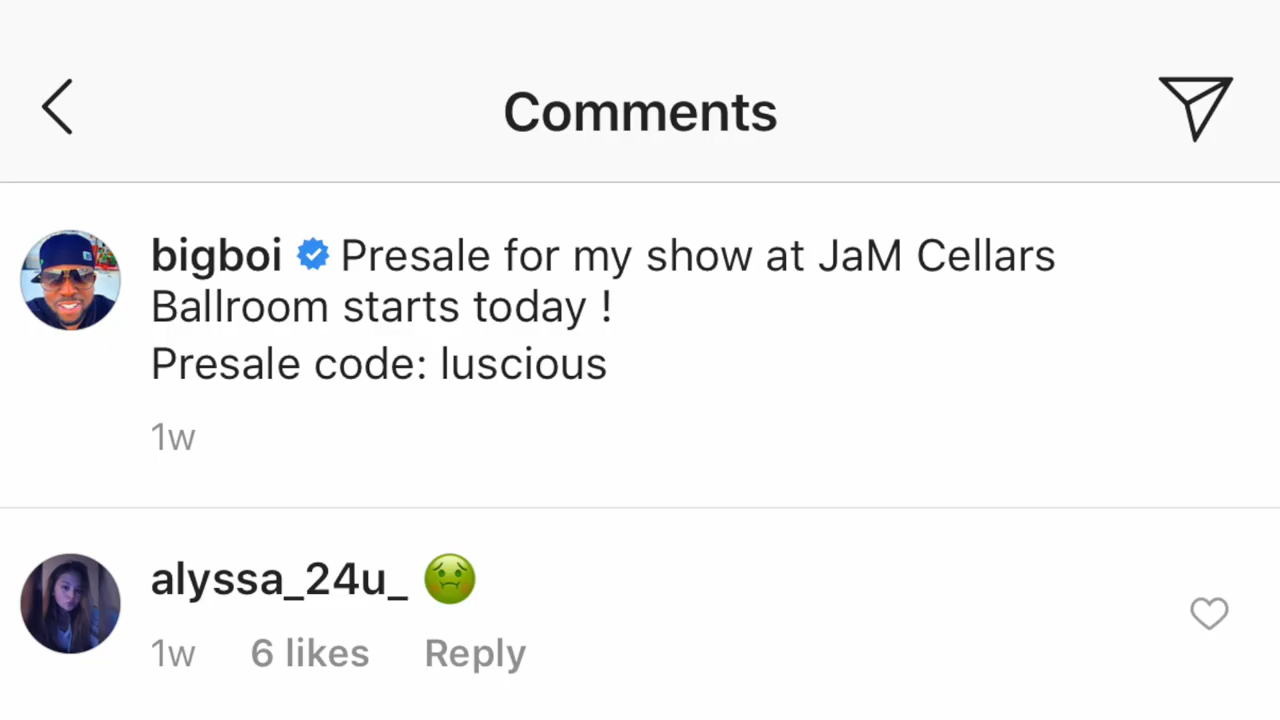 Comments
bigboi Presale for my show at JaM Cellars
Ballroom starts today !
Presale code: luscious
1w
alyssa_24u_ 🤢
1w 6 likes Reply